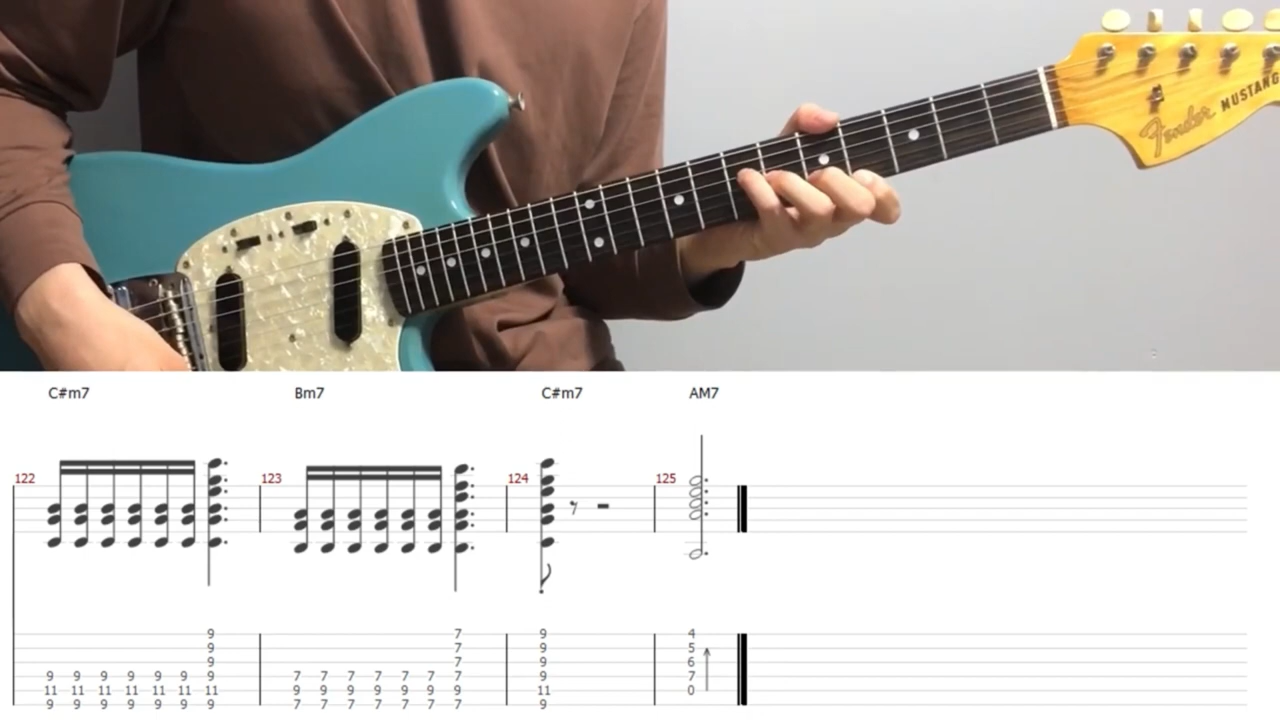 Fender MUSTANG
C#m7 Bm7 C#m7 AM7
122 123 124 125
9 7 9 4
9 7 9 5
9 7 9 6
9 9 9 9 9 9 9 7 7 7 7 7 7 7 9 7
11 11 11 11 11 11 11 9 9 9 9 9 9 9 11 0
9 9 9 9 9 9 9 7 7 7 7 7 7 7 9